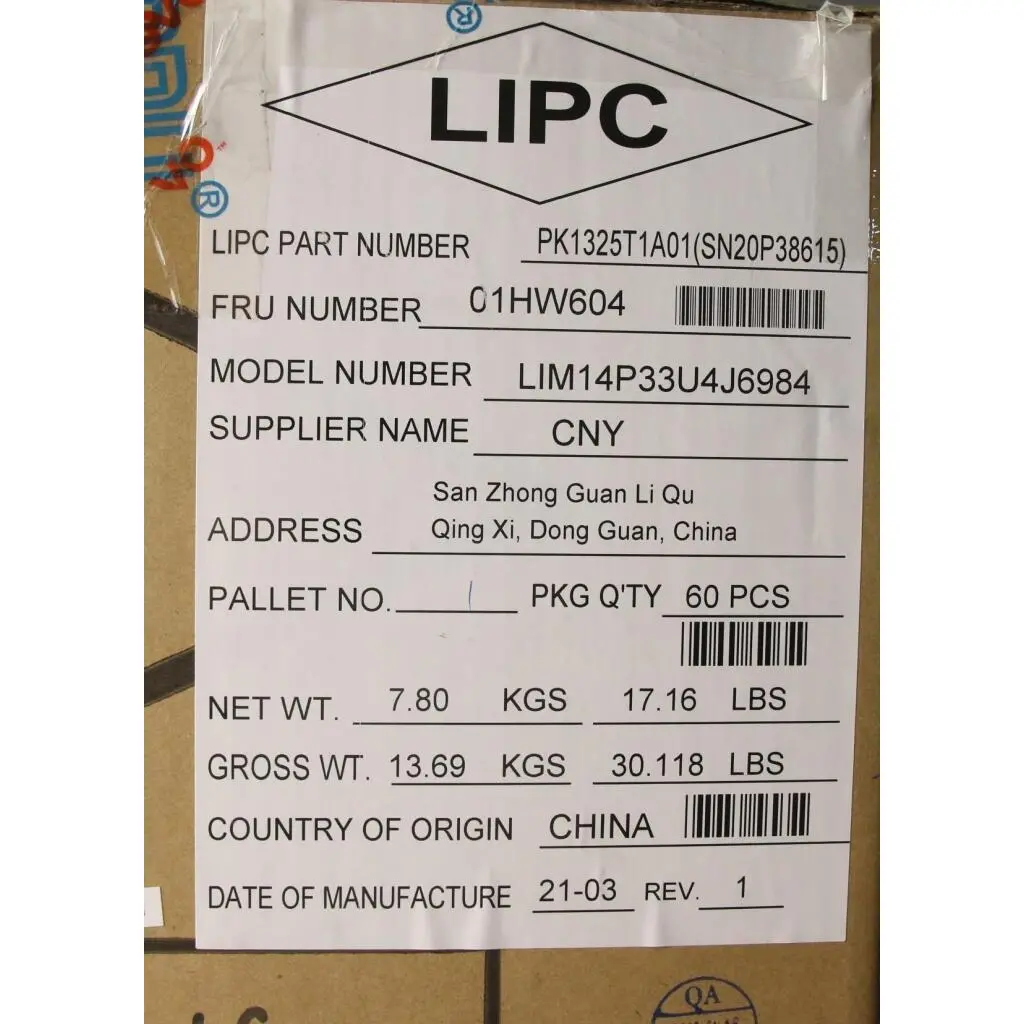 ®
LIPC
®
LIPC PART NUMBER PK1325T1A01(SN20P38615)
FRU NUMBER 01HW604
MODEL NUMBER LIM14P33U4J6984
SUPPLIER NAME CNY
San Zhong Guan Li Qu
ADDRESS Qing Xi, Dong Guan, China
PALLET NO. PKG Q'TY 60 PCS
NET WT. 7.80 KGS 17.16 LBS
GROSS WT. 13.69 KGS 30.118 LBS
COUNTRY OF ORIGIN CHINA
DATE OF MANUFACTURE 21-03 REV. 1
QA